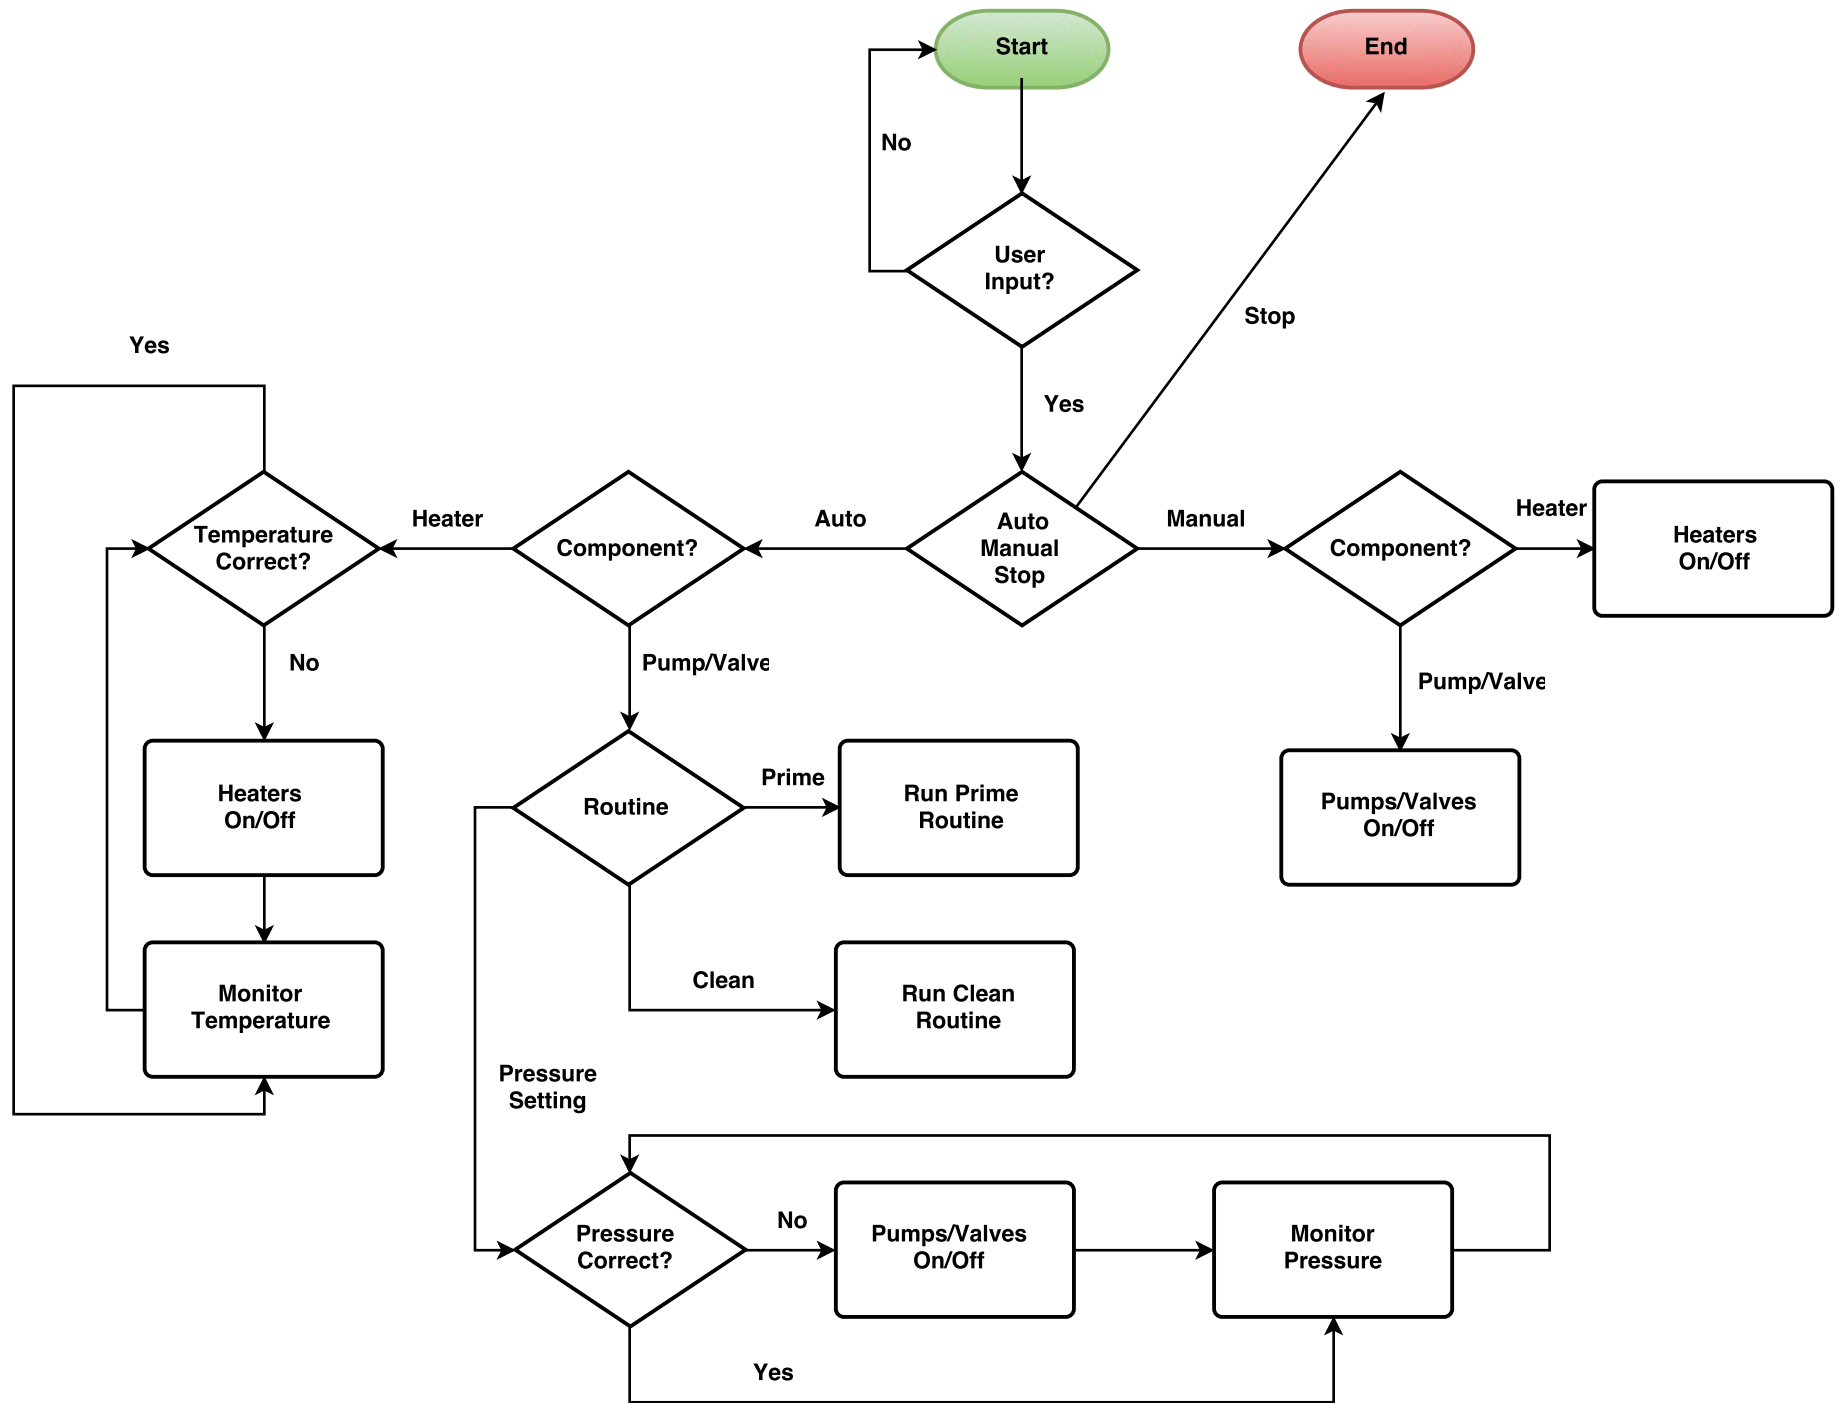 Start
End
No
User
Input?
Stop
Yes
Yes
Temperature
Correct?
Heater
Component?
Auto
Auto
Manual
Stop
Manual
Component?
Heater
Heaters
On/Off
No
Pump/Valve
Pump/Valve
Heaters
On/Off
Routine
Prime
Run Prime
Routine
Pumps/Valves
On/Off
Monitor
Temperature
Clean
Run Clean
Routine
Pressure
Setting
Pressure
Correct?
No
Pumps/Valves
On/Off
Monitor
Pressure
Yes